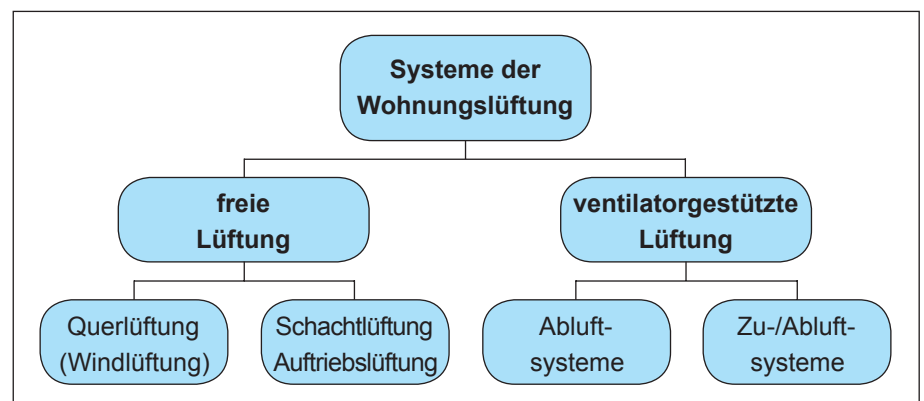 Systeme der
Wohnungslüftung
freie
Lüftung
ventilatorgestützte
Lüftung
Querlüftung
(Windlüftung)
Schachtlüftung
Auftriebslüftung
Abluft-
systeme
Zu-/Abluft-
systeme